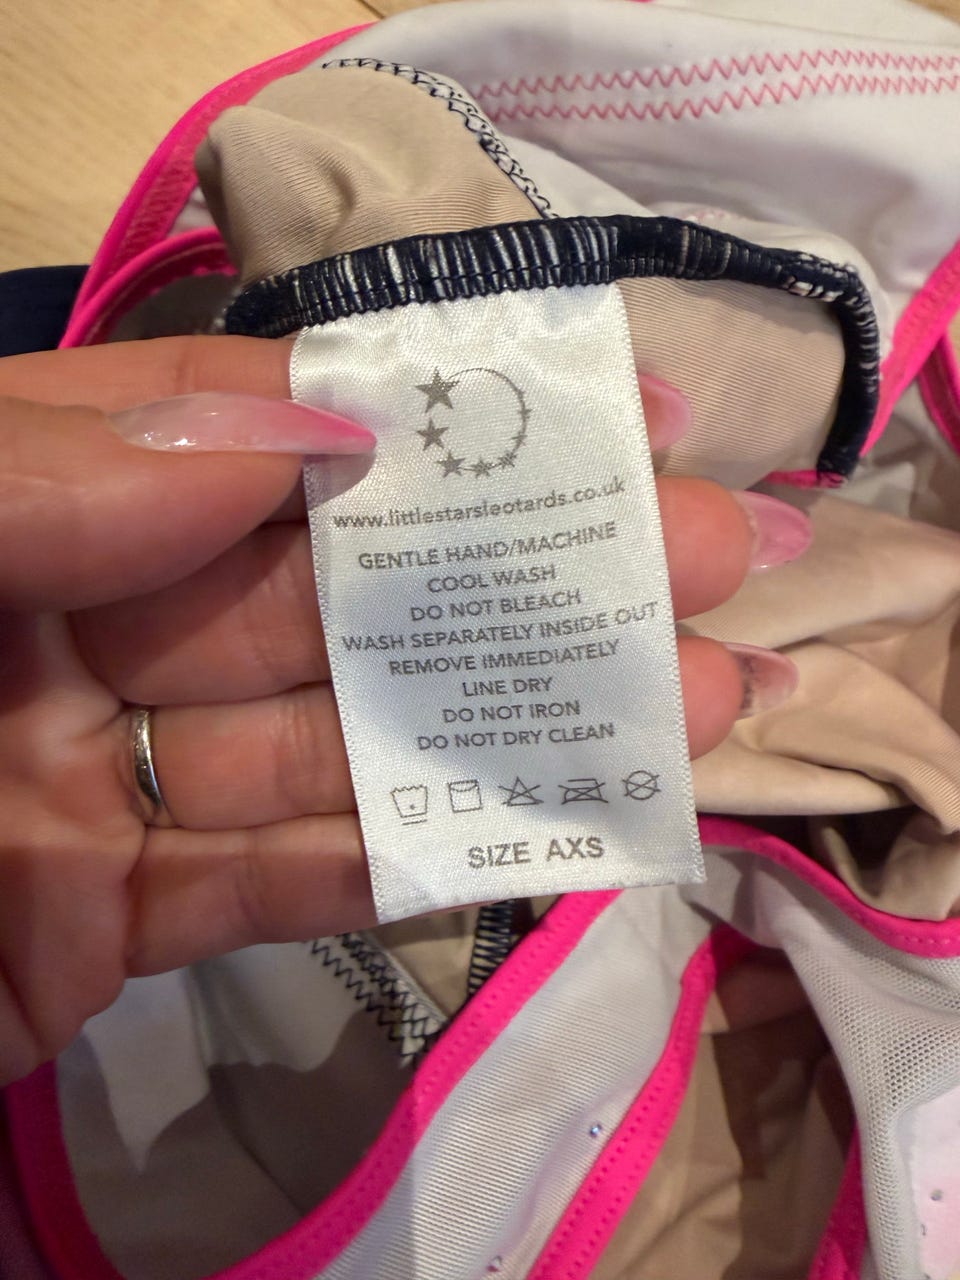 www.littlestarsleotards.co.uk
GENTLE HAND/MACHINE
COOL WASH
DO NOT BLEACH
WASH SEPARATELY INSIDE OUT
REMOVE IMMEDIATELY
LINE DRY
DO NOT IRON
DO NOT DRY CLEAN
SIZE AXS